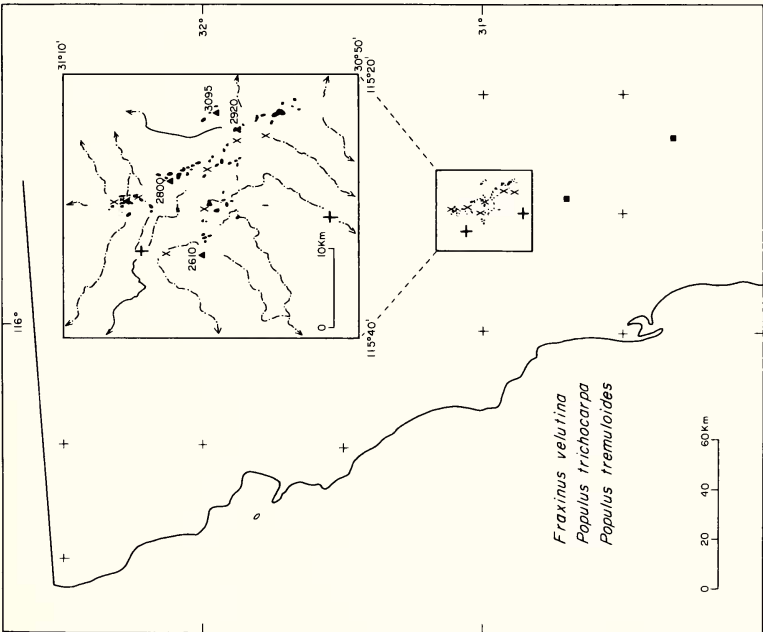 116°
32°
31°
31°10'
30°50'
115°20'
115°40'
3095
2920
2800
2610
0 10Km
Fraxinus velutina
Populus trichocarpa
Populus tremuloides
0 20 40 60Km